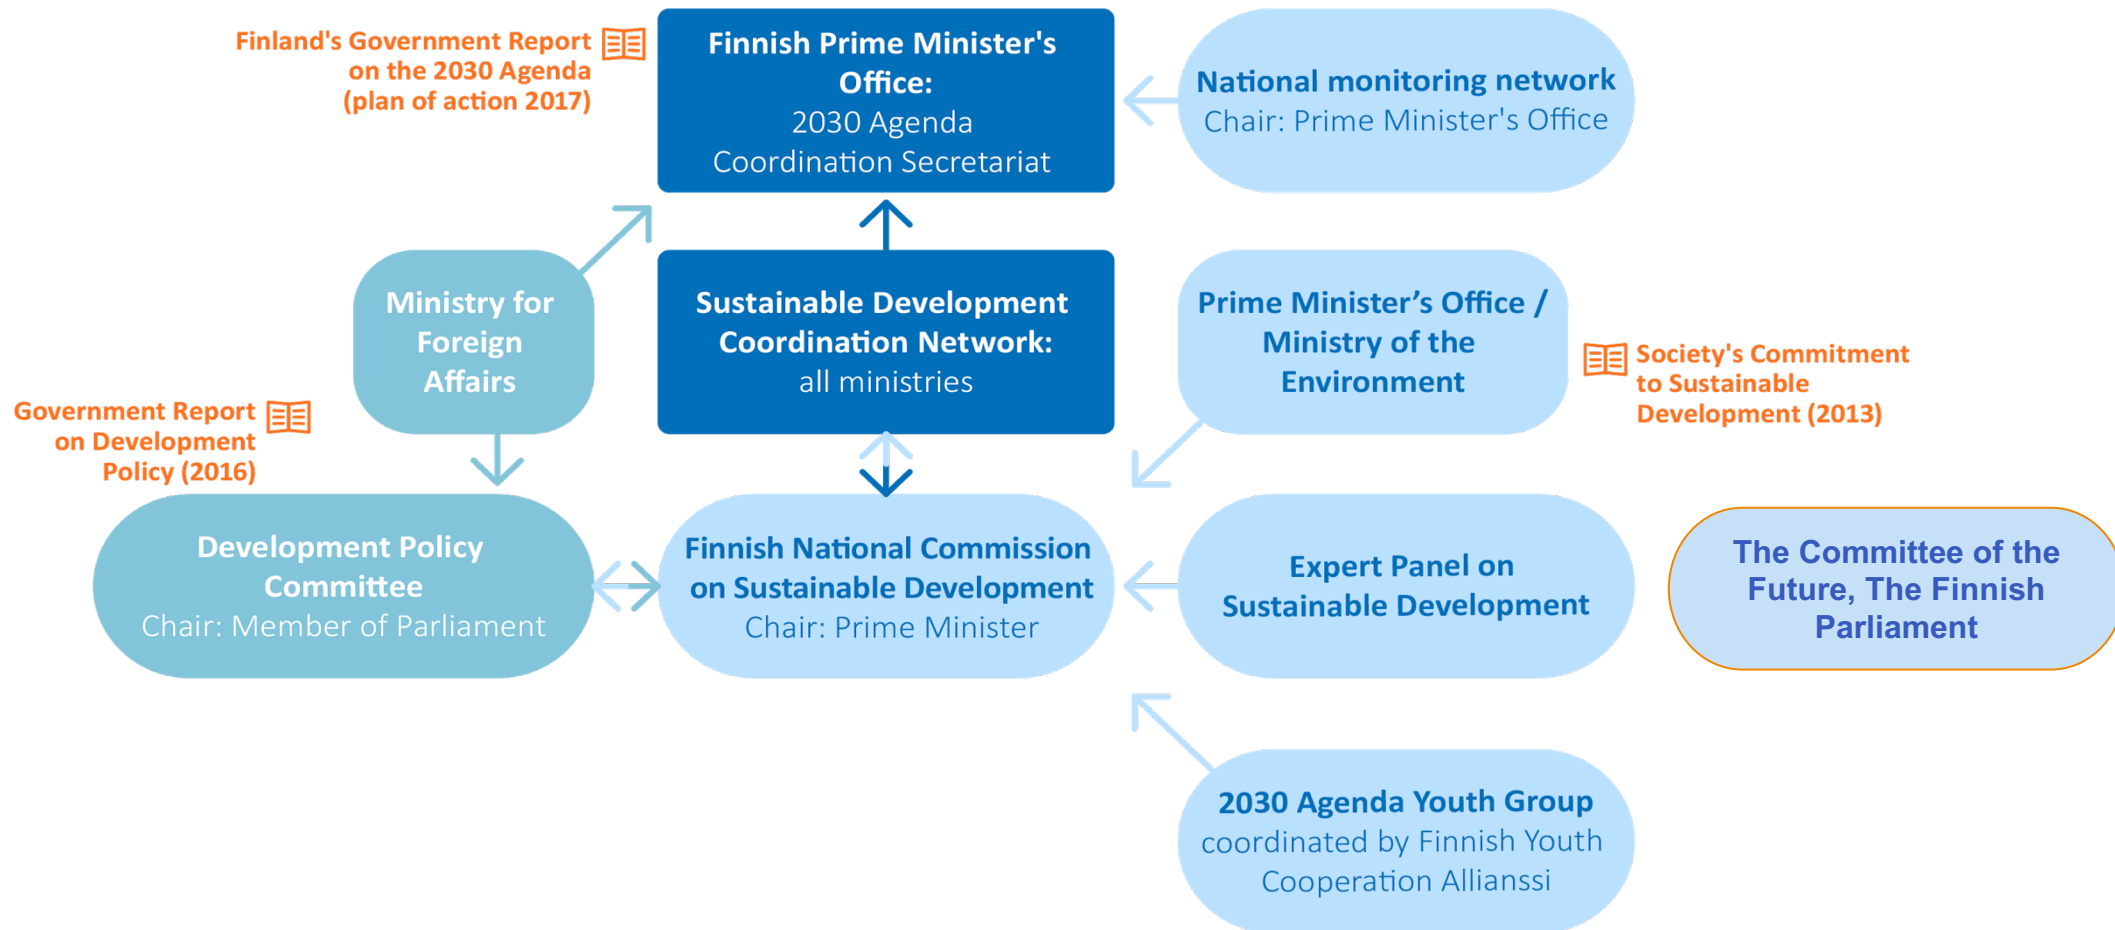 Finland's Government Report
on the 2030 Agenda
(plan of action 2017)
Finnish Prime Minister's
Office:
2030 Agenda
Coordination Secretariat
National monitoring network
Chair: Prime Minister's Office
Ministry for
Foreign
Affairs
Sustainable Development
Coordination Network:
all ministries
Prime Minister’s Office /
Ministry of the
Environment
Society's Commitment
to Sustainable
Development (2013)
Government Report
on Development
Policy (2016)
Development Policy
Committee
Chair: Member of Parliament
Finnish National Commission
on Sustainable Development
Chair: Prime Minister
Expert Panel on
Sustainable Development
The Committee of the
Future, The Finnish
Parliament
2030 Agenda Youth Group
coordinated by Finnish Youth
Cooperation Allianssi